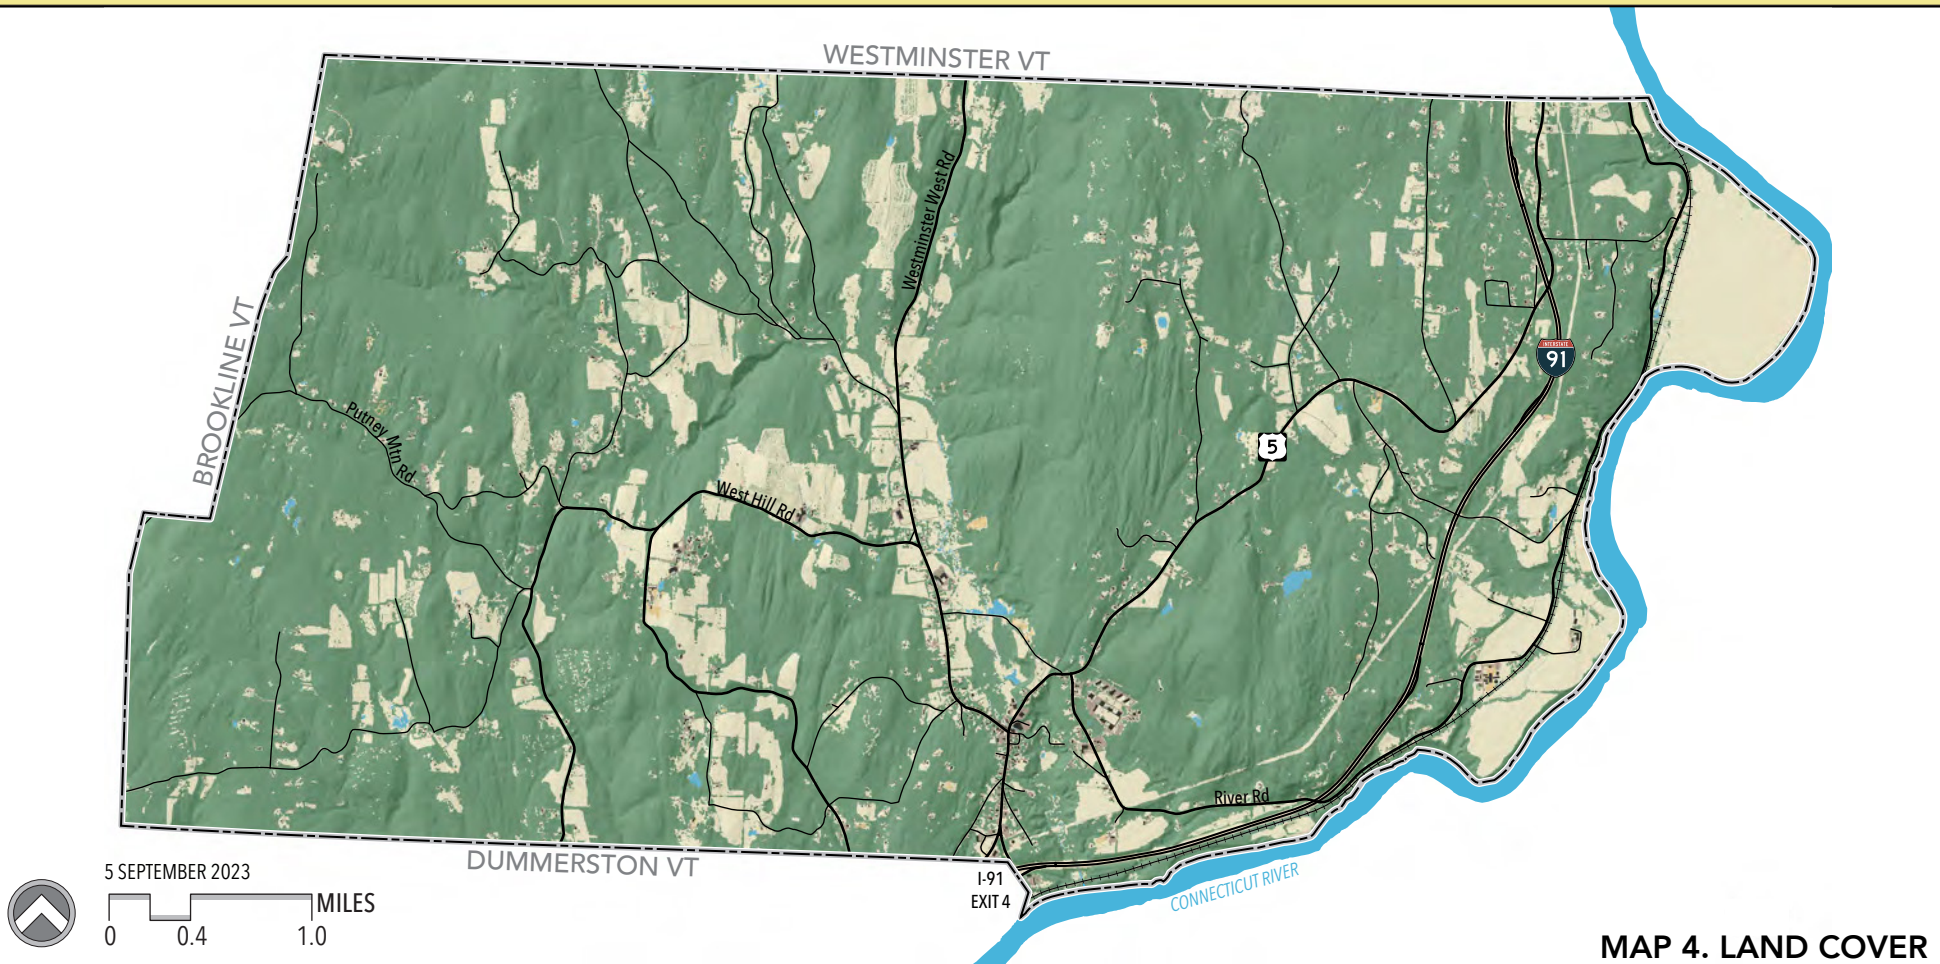 WESTMINSTER VT
Westminster West Rd
BROOKLINE VT
INTERSTATE
91
Putney Mtn Rd
5
West Hill Rd
River Rd
DUMMERSTON VT
5 SEPTEMBER 2023
MILES
0 0.4 1.0
I-91
EXIT 4
CONNECTICUT RIVER
MAP 4. LAND COVER